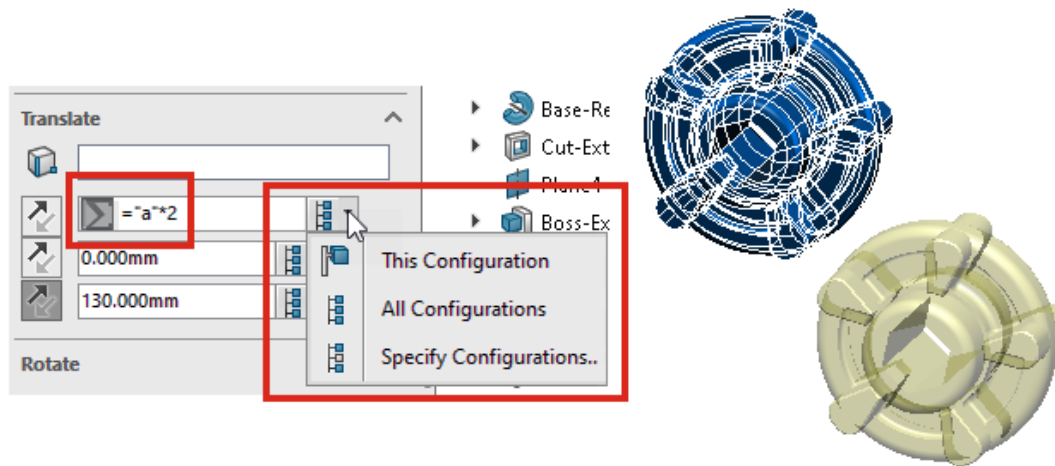 Translate
Base-Re
Cut-Ext
Plane4
="a"*2
Boss-Ex
0.000mm
This Configuration
130.000mm
All Configurations
Rotate
Specify Configurations..